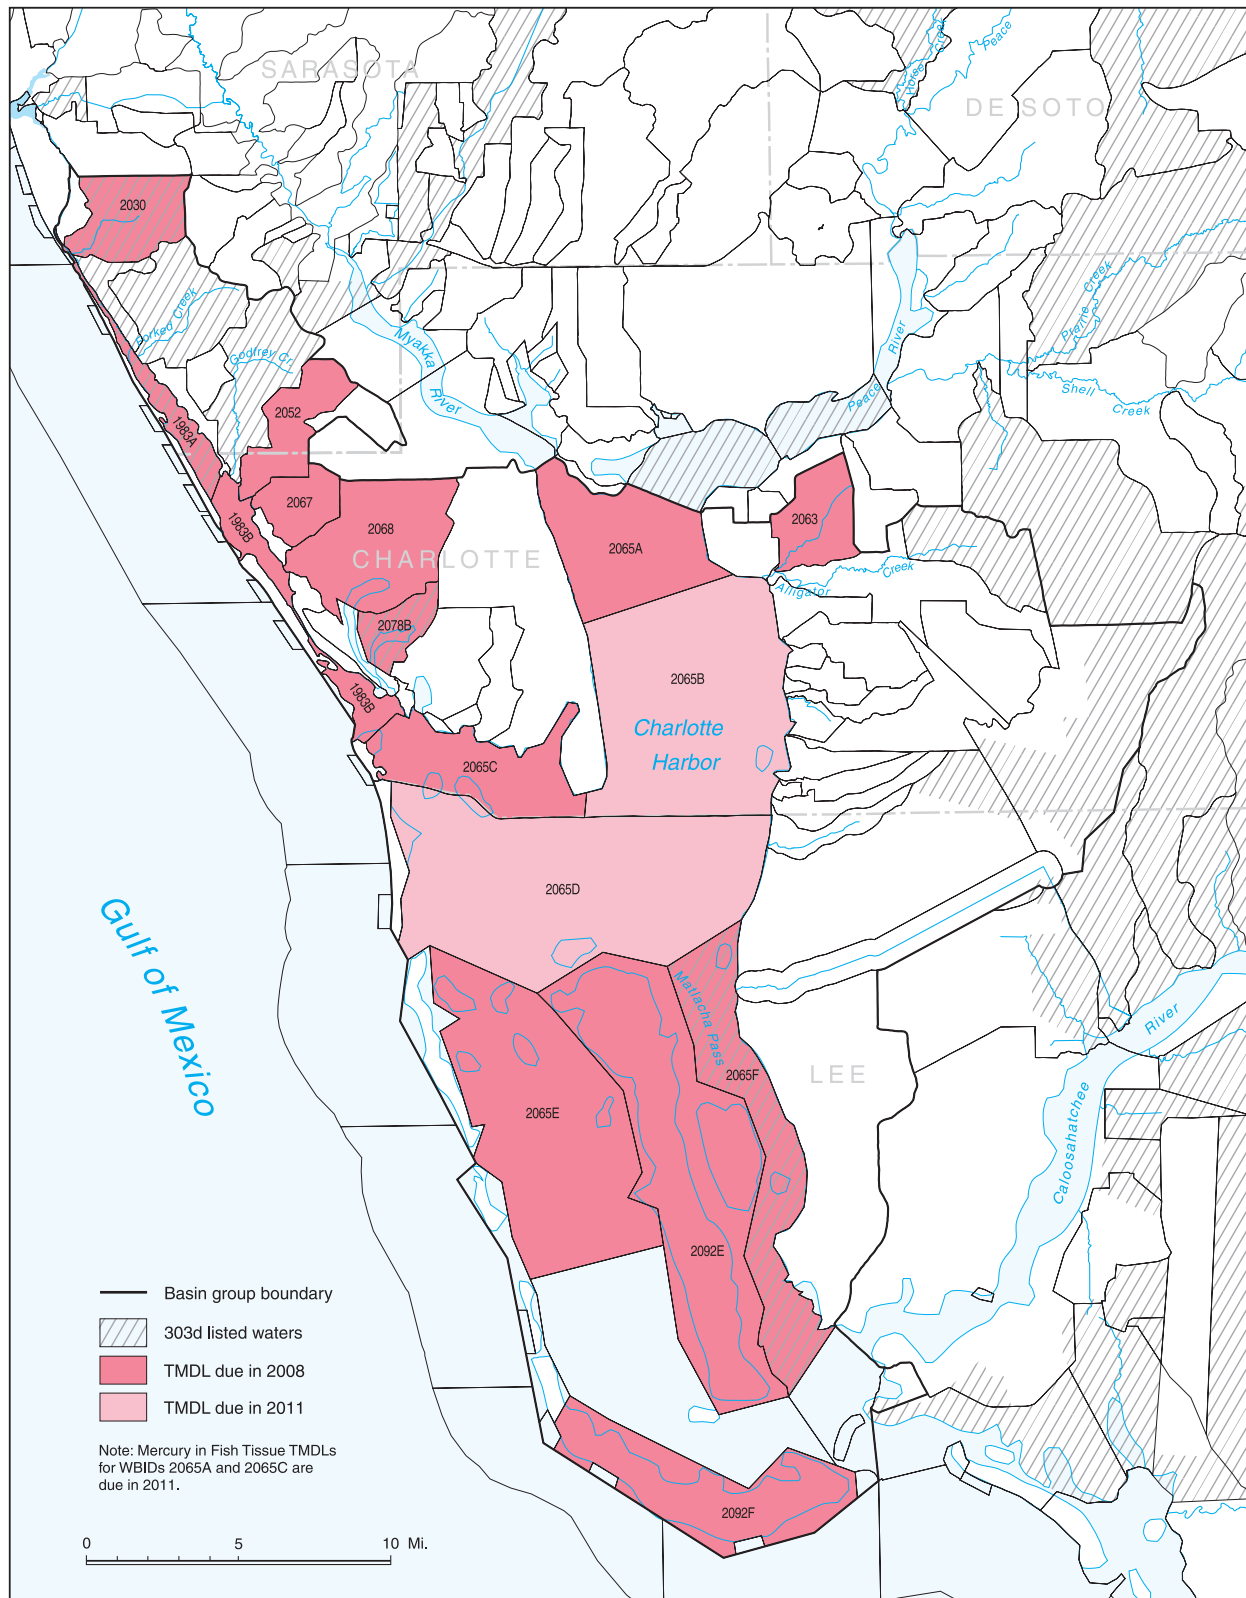 SARASOTA
DE SOTO
Horse Creek
Peace
2030
Forked Creek
Godfrey Cr.
Myakka
River
Peace
River
Prairie Creek
Shell
Creek
2052
1983A
1983B
2067
2068
CHARLOTTE
2065A
2063
Alligator
Creek
2078B
2065B
1983B
Charlotte
Harbor
2065C
2065D
Gulf of Mexico
Matlacha Pass
2065F
LEE
River
Caloosahatchee
2065E
2092E
2092F
Basin group boundary
303d listed waters
TMDL due in 2008
TMDL due in 2011
Note: Mercury in Fish Tissue TMDLs
for WBIDs 2065A and 2065C are
due in 2011.
0 5 10 Mi.